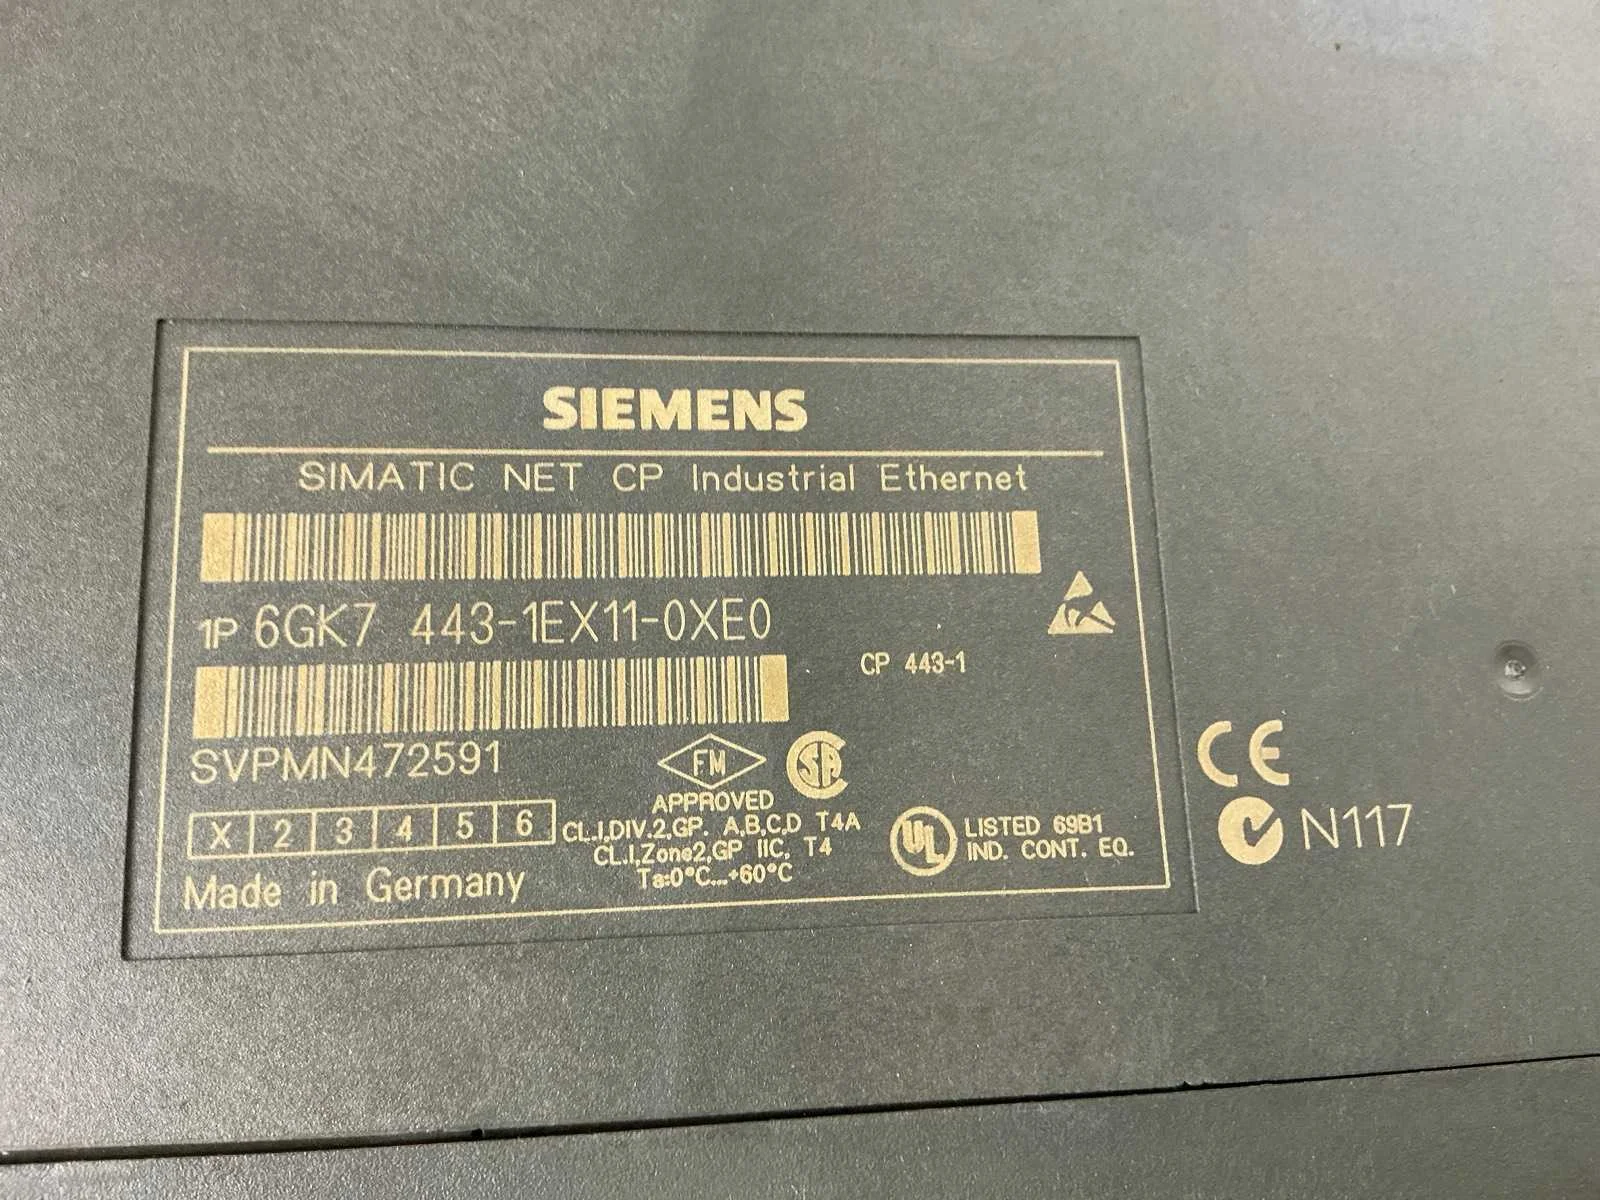 SIEMENS
SIMATIC NET CP Industrial Ethernet
1P 6GK7 443-1EX11-0XE0
CP 443-1
SVPMN472591
FM
APPROVED
SA
CE
X 2 3 4 5 6
CL.I,DIV.2,GP. A,B,C,D T4A
CL.I,Zone2,GP IIC, T4
Ta:0°C...+60°C
UL
LISTED 69B1
IND. CONT. EQ.
N117
Made in Germany